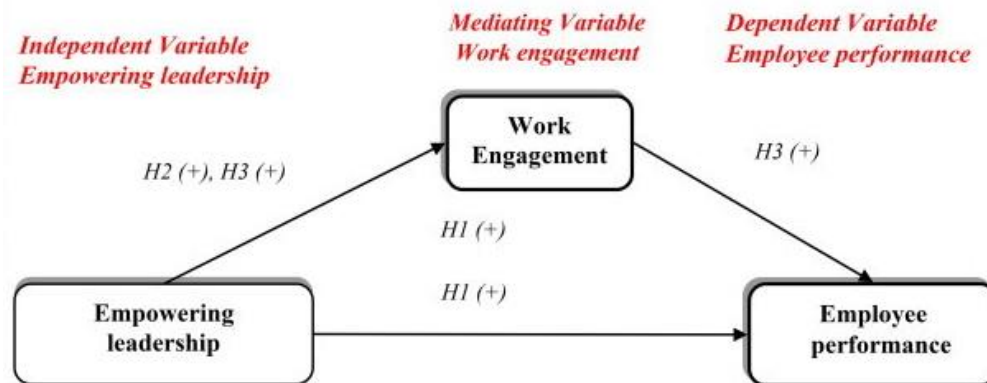 Independent Variable
Empowering leadership
Mediating Variable
Work engagement
Dependent Variable
Employee performance
Work
Engagement
H2 (+), H3 (+)
H3 (+)
H1 (+)
H1 (+)
Empowering
leadership
Employee
performance